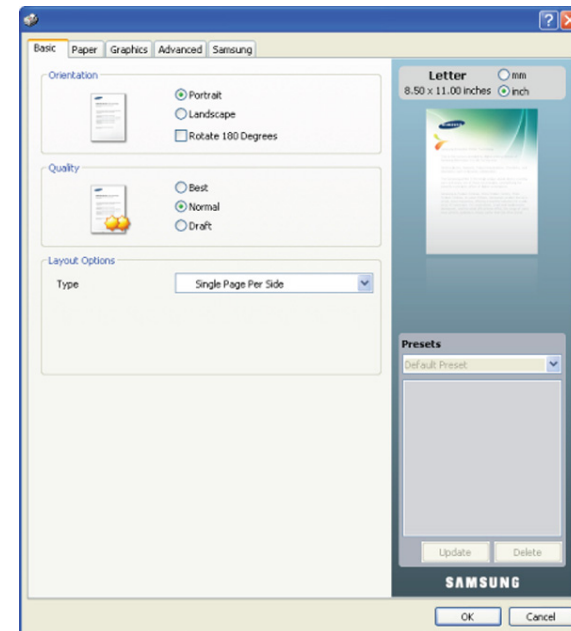 Basic Paper Graphics Advanced Samsung
Orientation
Portrait
Landscape
Rotate 180 Degrees
Quality
Best
Normal
Draft
Layout Options
Type Single Page Per Side
Letter mm
8.50 x 11.00 inches inch
SAMSUNG
Presets
Default Preset
Update Delete
SAMSUNG
OK Cancel